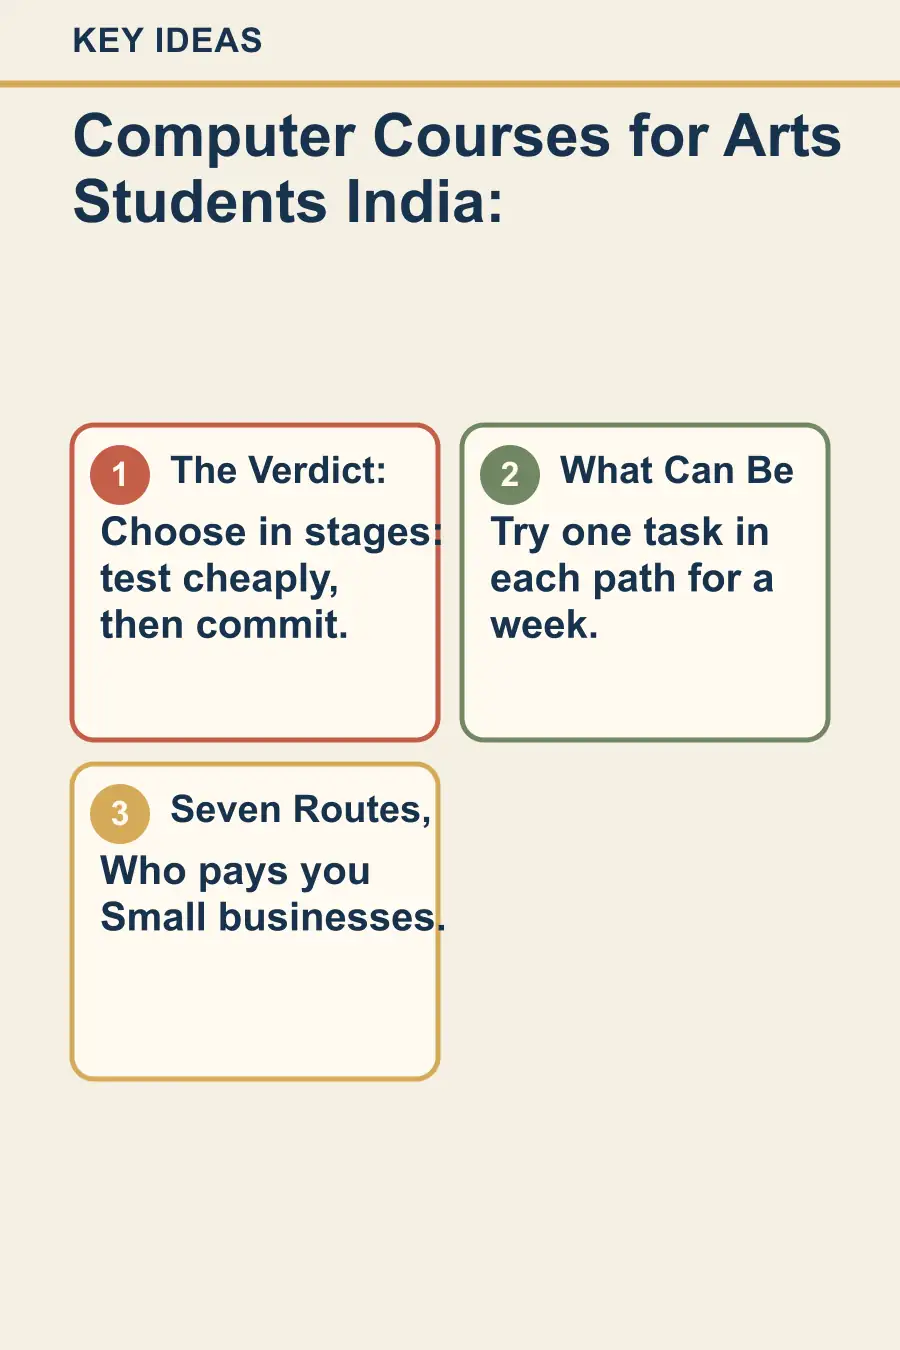 KEY IDEAS
Computer Courses for Arts
Students India:
1 The Verdict:
Choose in stages:
test cheaply,
then commit.
2 What Can Be
Try one task in
each path for a
week.
3 Seven Routes,
Who pays you
Small businesses.